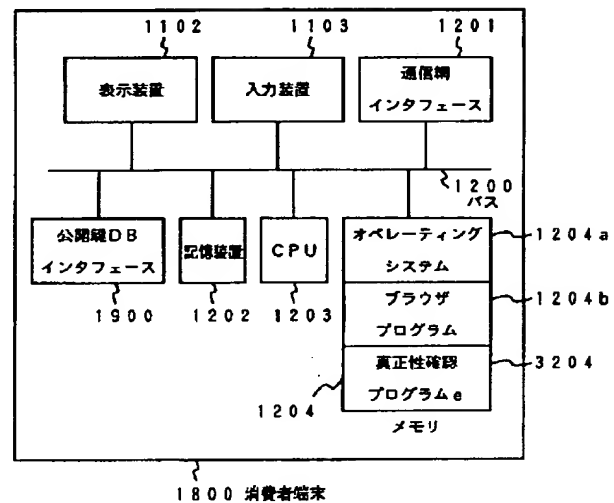 1102
1103
1201
表示装置
入力装置
通信網
インタフェース
1200
バス
公開鍵DB
インタフェース
記憶装置
CPU
オペレーティング
システム
1204a
ブラウザ
プログラム
1204b
真正性確認
プログラムe
3204
1900
1202
1203
1204
メモリ
1800 消費者端末